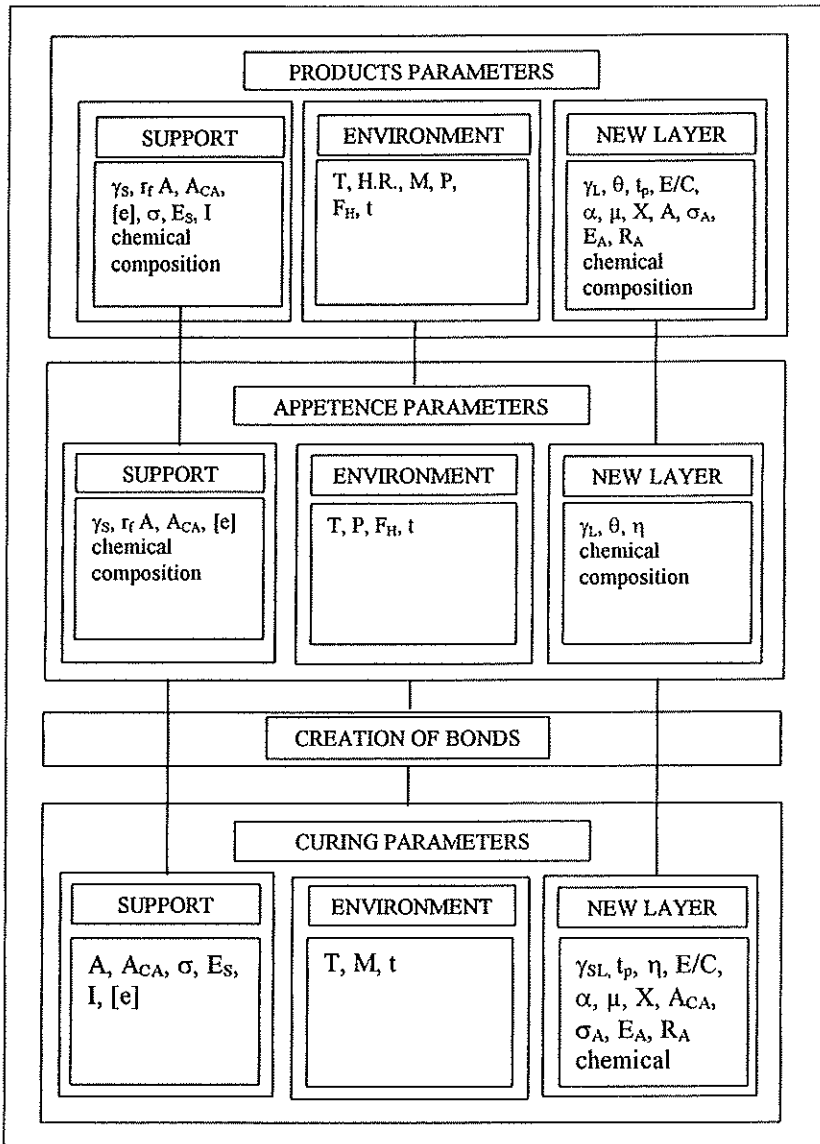 PRODUCTS PARAMETERS
SUPPORT
γS, rf A, ACA,
[e], σ, ES, I
chemical
composition
ENVIRONMENT
T, H.R., M, P,
FH, t
NEW LAYER
γL, θ, tp, E/C,
α, μ, X, A, σA,
EA, RA
chemical
composition
APPETENCE PARAMETERS
SUPPORT
γS, rf A, ACA, [e]
chemical
composition
ENVIRONMENT
T, P, FH, t
NEW LAYER
γL, θ, η
chemical
composition
CREATION OF BONDS
CURING PARAMETERS
SUPPORT
A, ACA, σ, ES,
I, [e]
ENVIRONMENT
T, M, t
NEW LAYER
γSL, tp, η, E/C,
α, μ, X, ACA,
σA, EA, RA
chemical